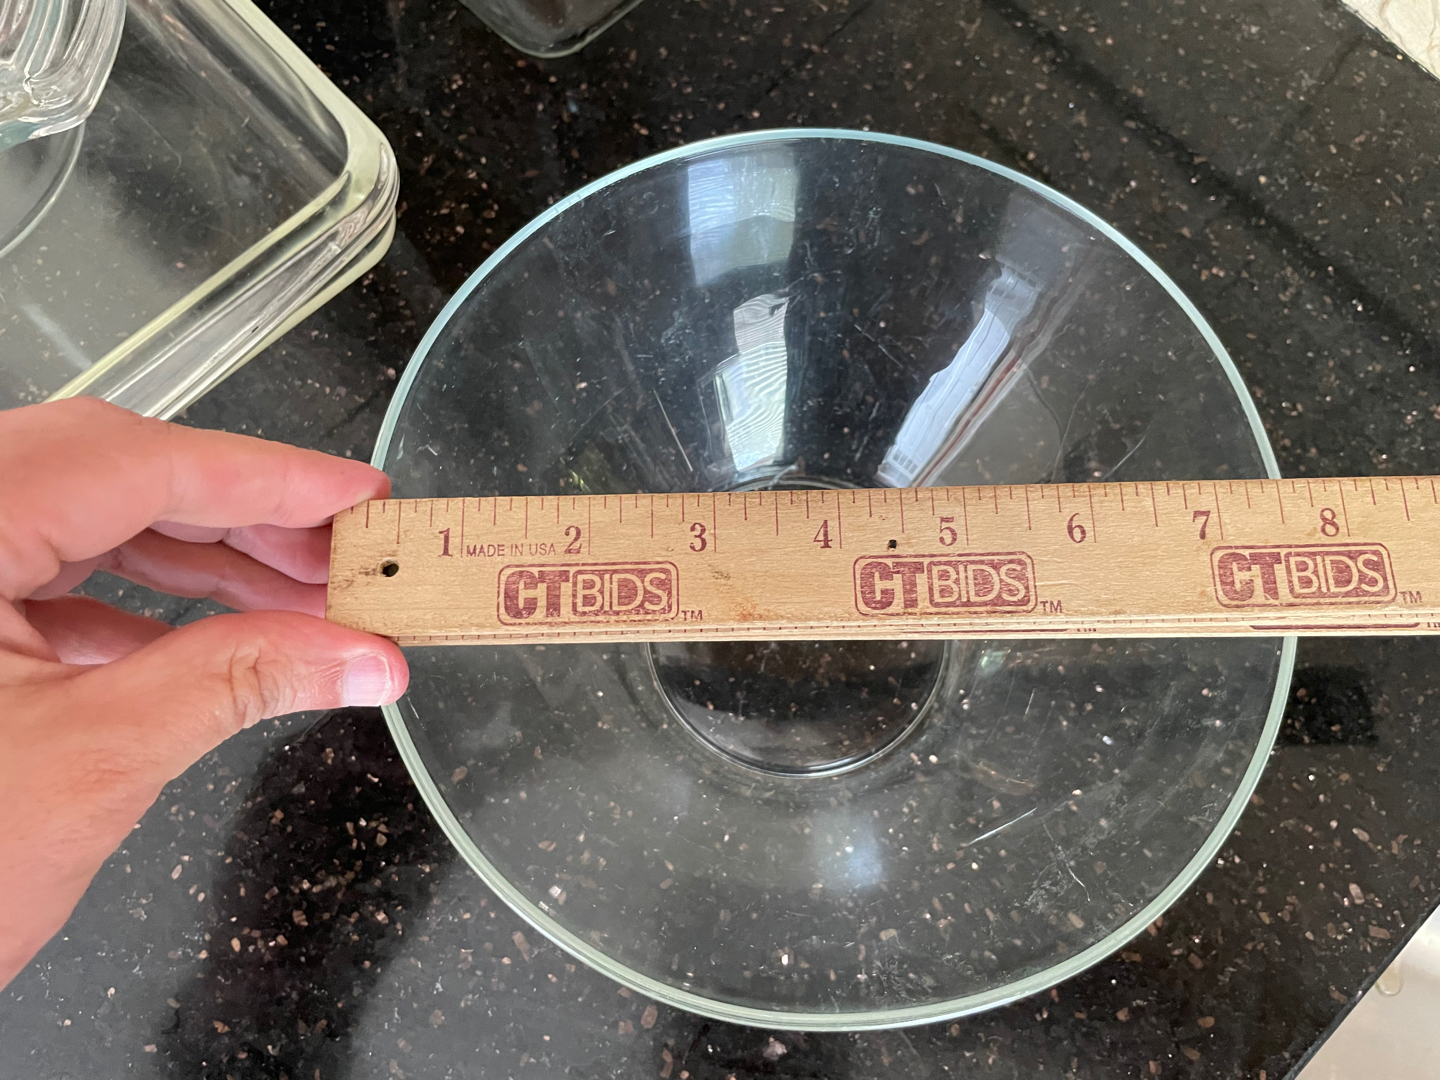 1 2 3 4 5 6 7 8
MADE IN USA
CTBIDS™ CTBIDS™ CTBIDS™